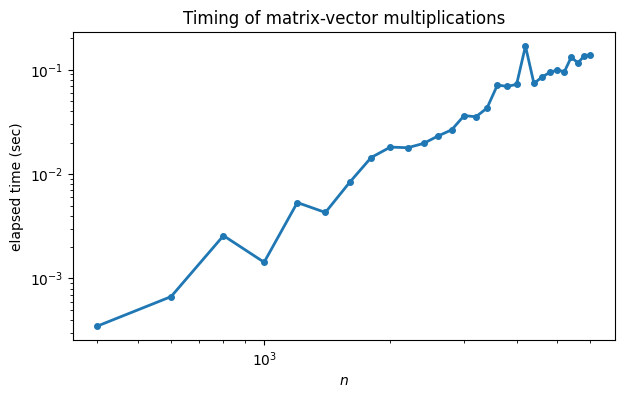 Timing of matrix-vector multiplications
elapsed time (sec)
10⁻¹
10⁻²
10⁻³
10³
n